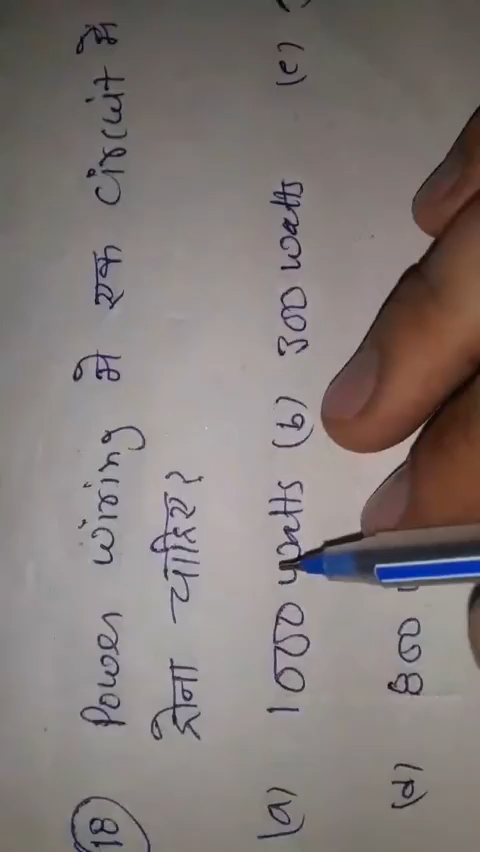 18 Power wiring मे एक circuit मे
होना चाहिए?
(a) 1000 watts (b) 300 watts (c)
(d) 800